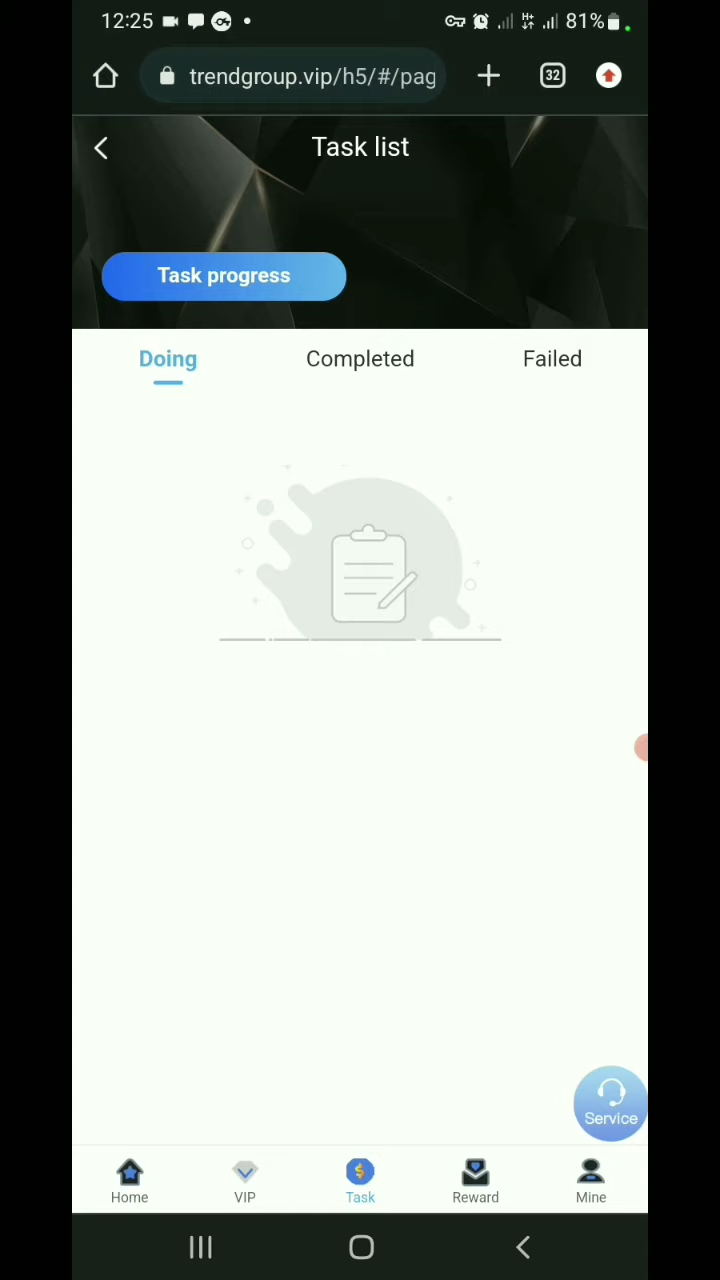 12:25 81%
trendgroup.vip/h5/#/pag 32
Task list
Task progress
Doing Completed Failed
Service
Home VIP Task Reward Mine